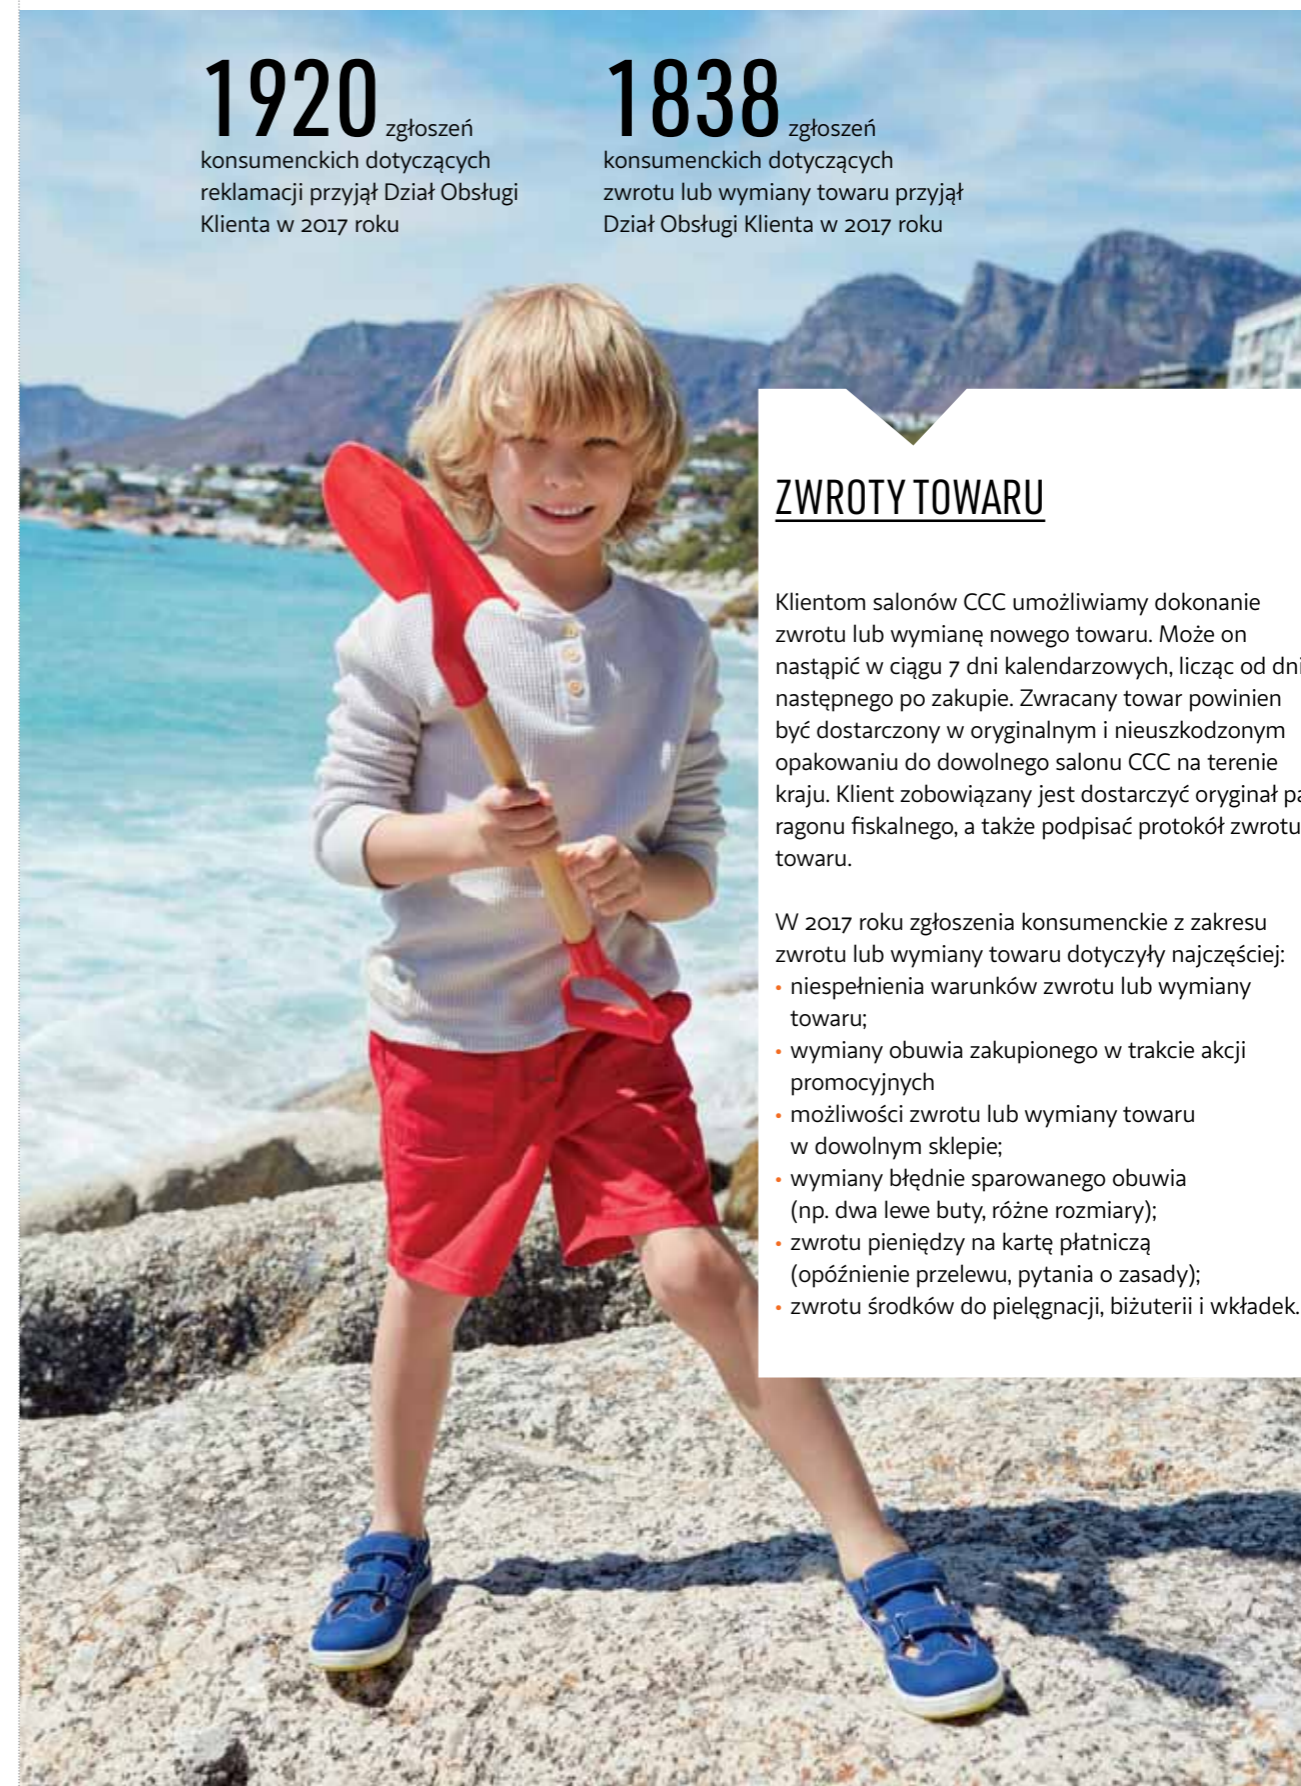 1920 zgłoszeń
konsumenckich dotyczących
reklamacji przyjął Dział Obsługi
Klienta w 2017 roku
1838 zgłoszeń
konsumenckich dotyczących
zwrotu lub wymiany towaru przyjął
Dział Obsługi Klienta w 2017 roku
ZWROTY TOWARU
Klientom salonów CCC umożliwiamy dokonanie
zwrotu lub wymianę nowego towaru. Może on
nastąpić w ciągu 7 dni kalendarzowych, licząc od dni
następnego po zakupie. Zwracany towar powinien
być dostarczony w oryginalnym i nieuszkodzonym
opakowaniu do dowolnego salonu CCC na terenie
kraju. Klient zobowiązany jest dostarczyć oryginał pa
ragonu fiskalnego, a także podpisać protokół zwrotu
towaru.
W 2017 roku zgłoszenia konsumenckie z zakresu
zwrotu lub wymiany towaru dotyczyły najczęściej:
• niespełnienia warunków zwrotu lub wymiany
towaru;
• wymiany obuwia zakupionego w trakcie akcji
promocyjnych
• możliwości zwrotu lub wymiany towaru
w dowolnym sklepie;
• wymiany błędnie sparowanego obuwia
(np. dwa lewe buty, różne rozmiary);
• zwrotu pieniędzy na kartę płatniczą
(opóźnienie przelewu, pytania o zasady);
• zwrotu środków do pielęgnacji, biżuterii i wkładek.